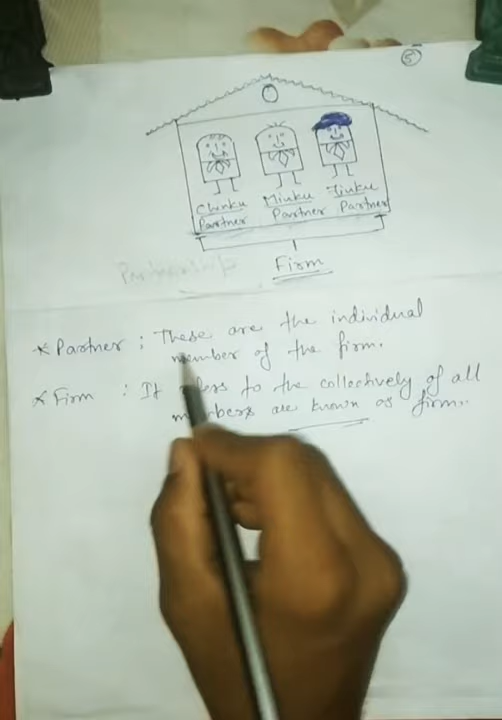 5
Chinku Minku Tinku
Partner Partner Partner
Firm
* Partner : These are the individual
member of the firm.
* Firm : It to the collectively of all
members are known as firm.